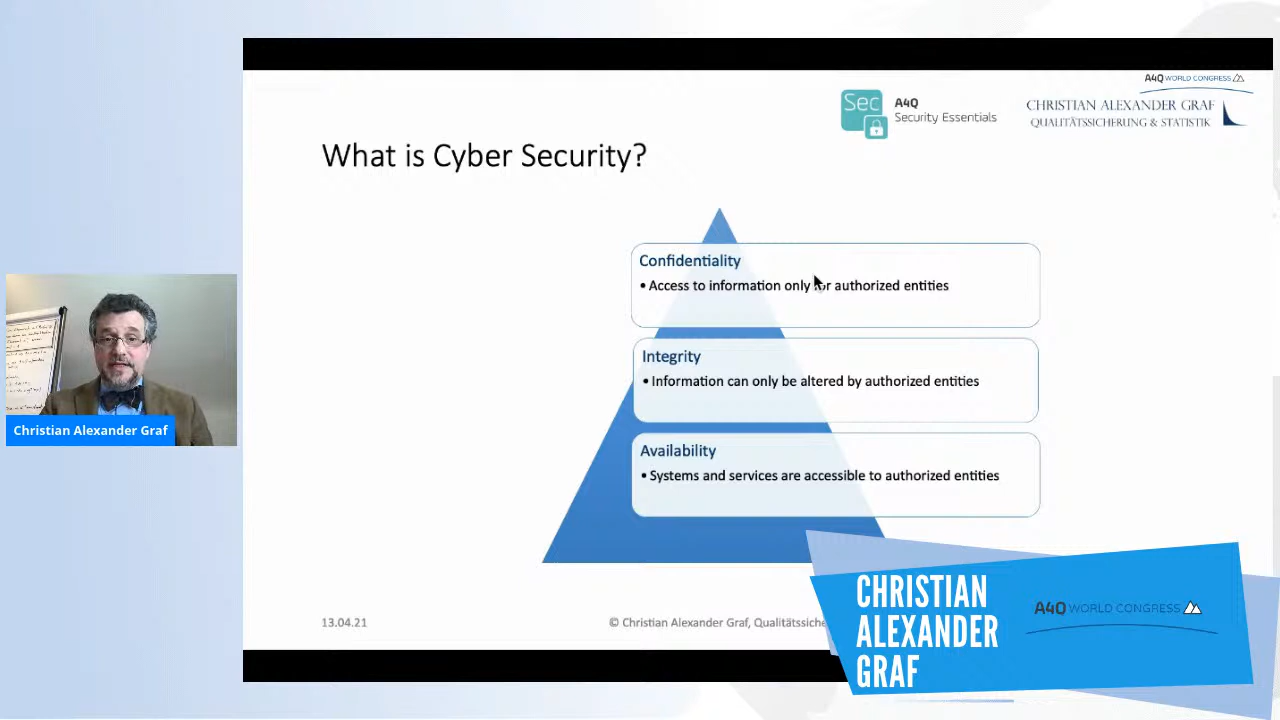 A4Q WORLD CONGRESS
Sec
A4Q
Security Essentials
CHRISTIAN ALEXANDER GRAF
QUALITÄTSSICHERUNG & STATISTIK
What is Cyber Security?
Confidentiality
• Access to information only for authorized entities
Integrity
• Information can only be altered by authorized entities
Availability
• Systems and services are accessible to authorized entities
Christian Alexander Graf
13.04.21
© Christian Alexander Graf, Qualitätssiche
CHRISTIAN
ALEXANDER
GRAF
A4Q WORLD CONGRESS